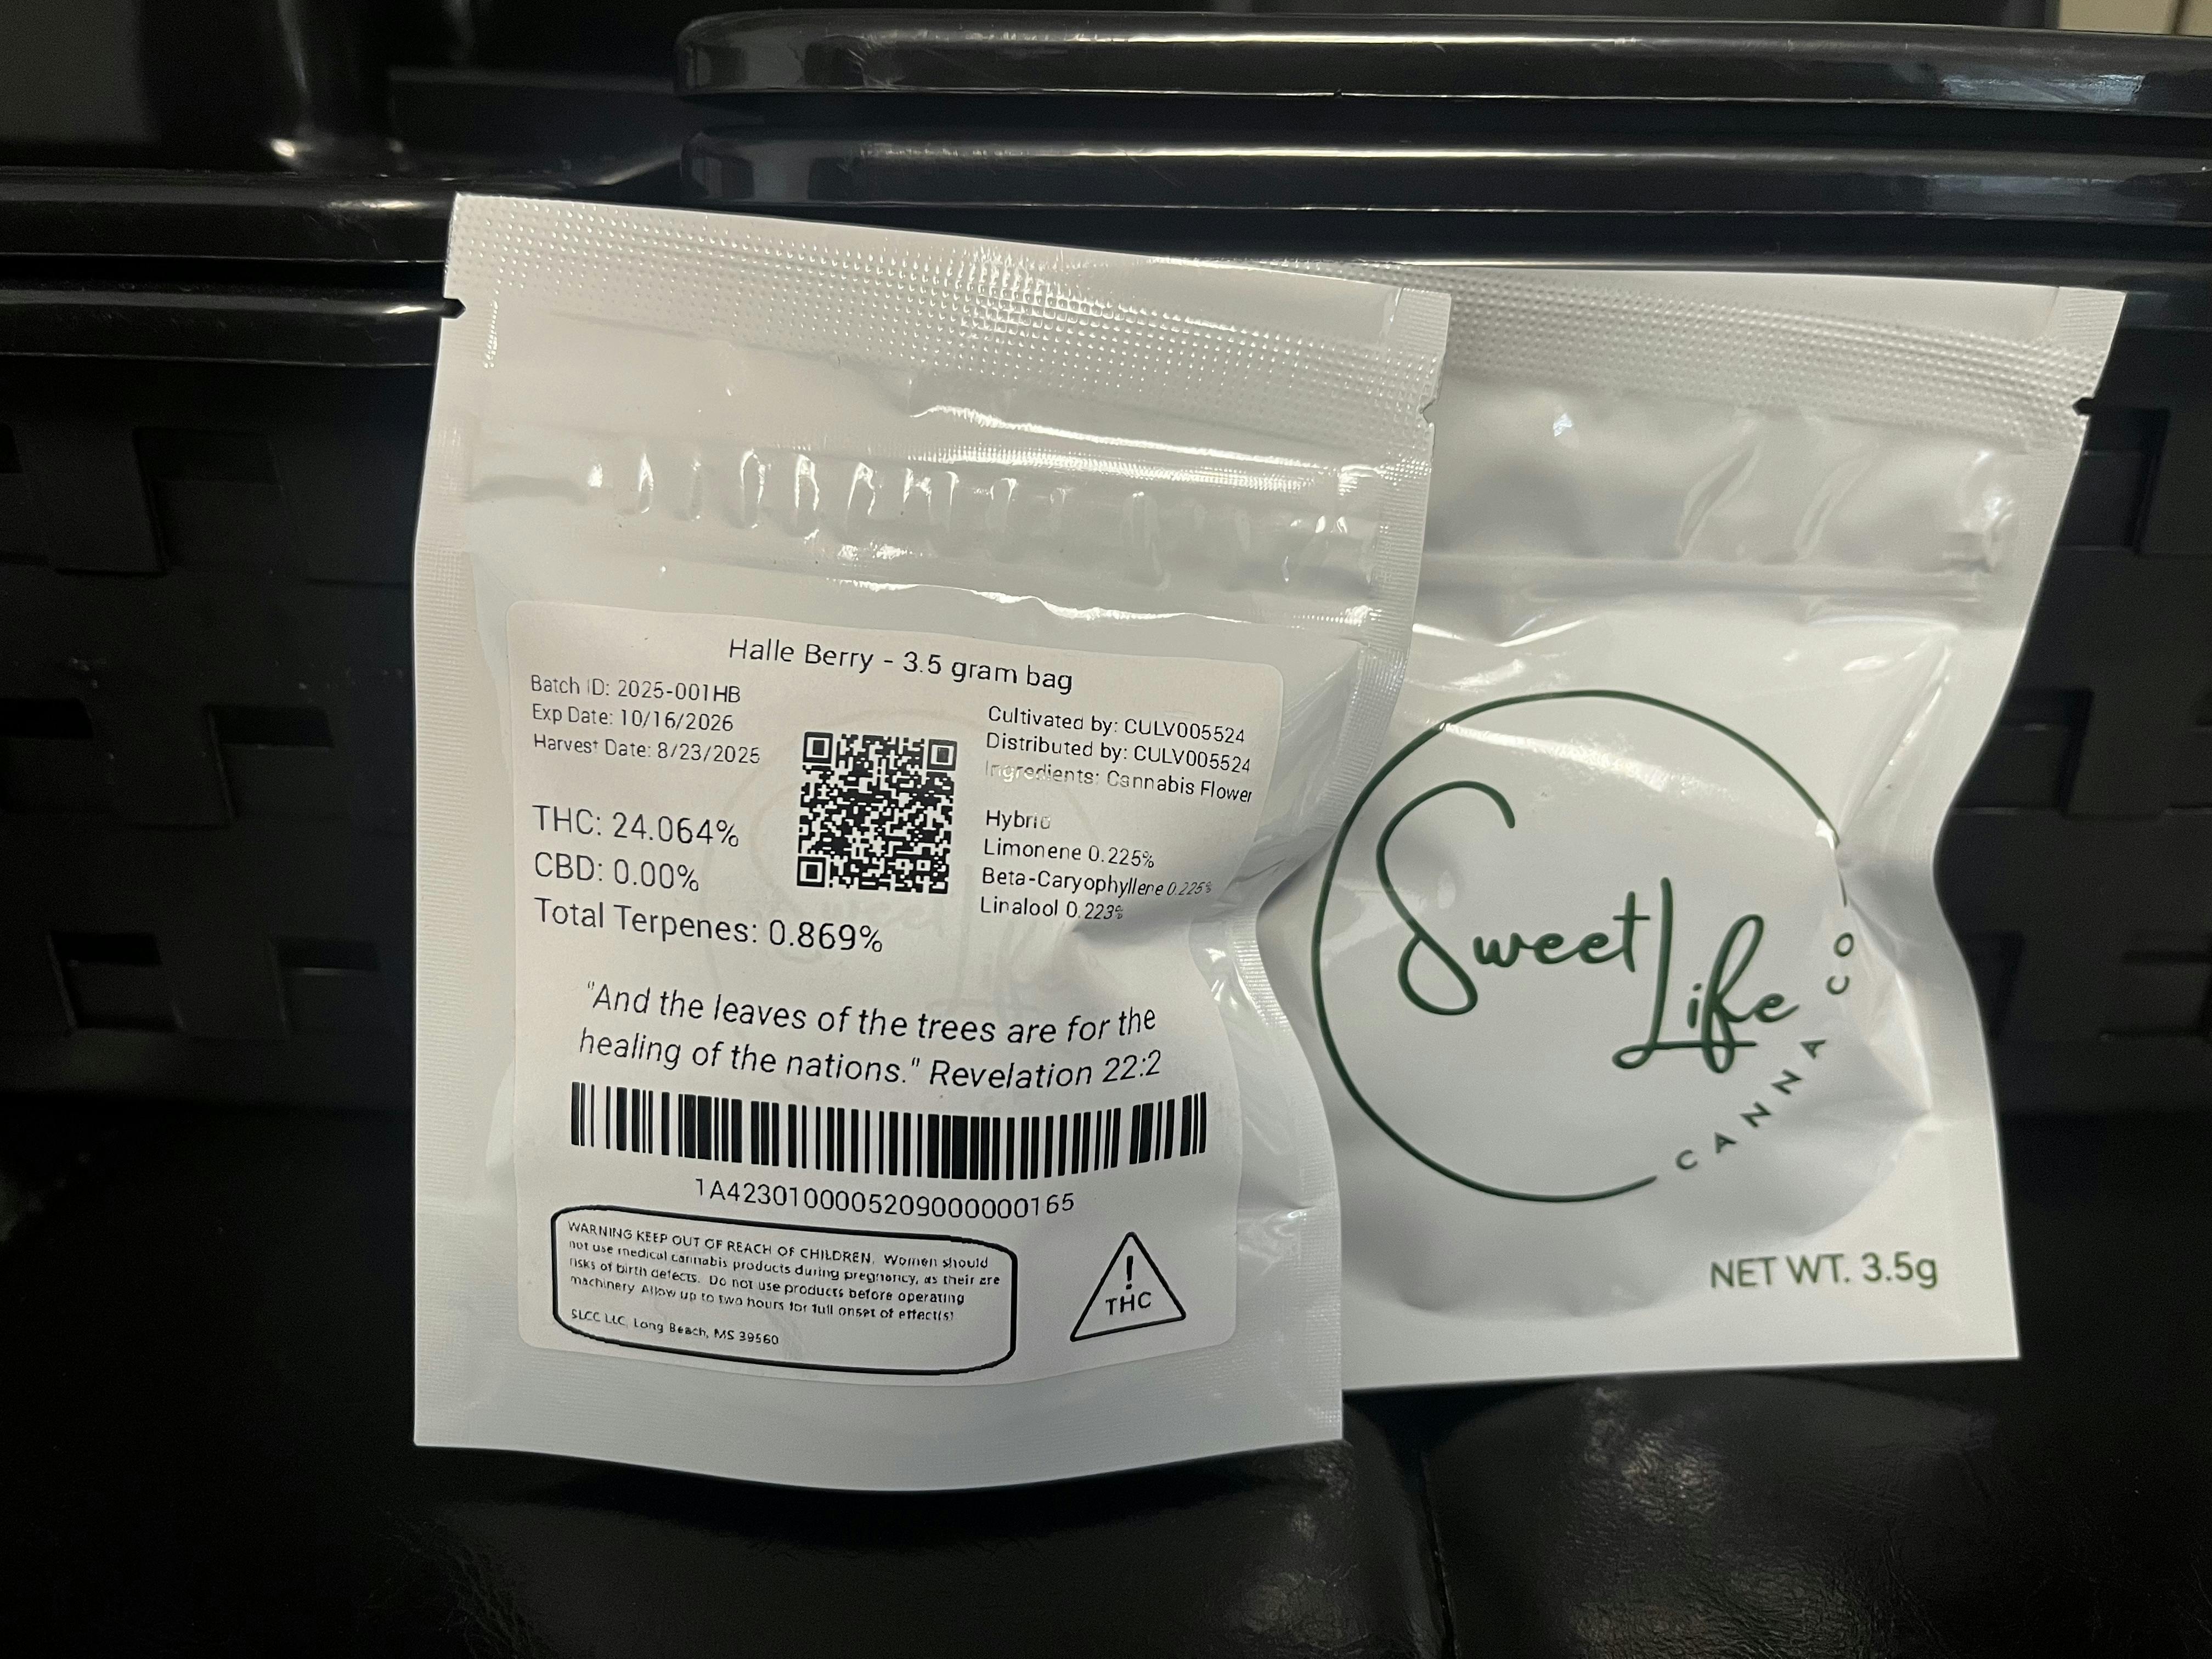 Halle Berry - 3.5 gram bag
Batch ID: 2025-001HB
Exp Date: 10/16/2026
Harvest Date: 8/23/2025
THC: 24.064%
CBD: 0.00%
Total Terpenes: 0.869%
Cultivated by: CULV005524
Distributed by: CULV005524
Ingredients: Cannabis Flower
Hybrid
Limonene 0.225%
Beta-Caryophyllene 0.225%
Linalool 0.223%
"And the leaves of the trees are for the
healing of the nations." Revelation 22:2
1A4230100005209000000165
WARNING KEEP OUT OF REACH OF CHILDREN. Women should
not use medical cannabis products during pregnancy, as their are
risks of birth defects. Do not use products before operating
machinery Allow up to two hours for full onset of effect(s)
SLCC LLC, Long Beach, MS 39560
!
THC
Sweet
Life
CANNA CO
NET WT. 3.5g